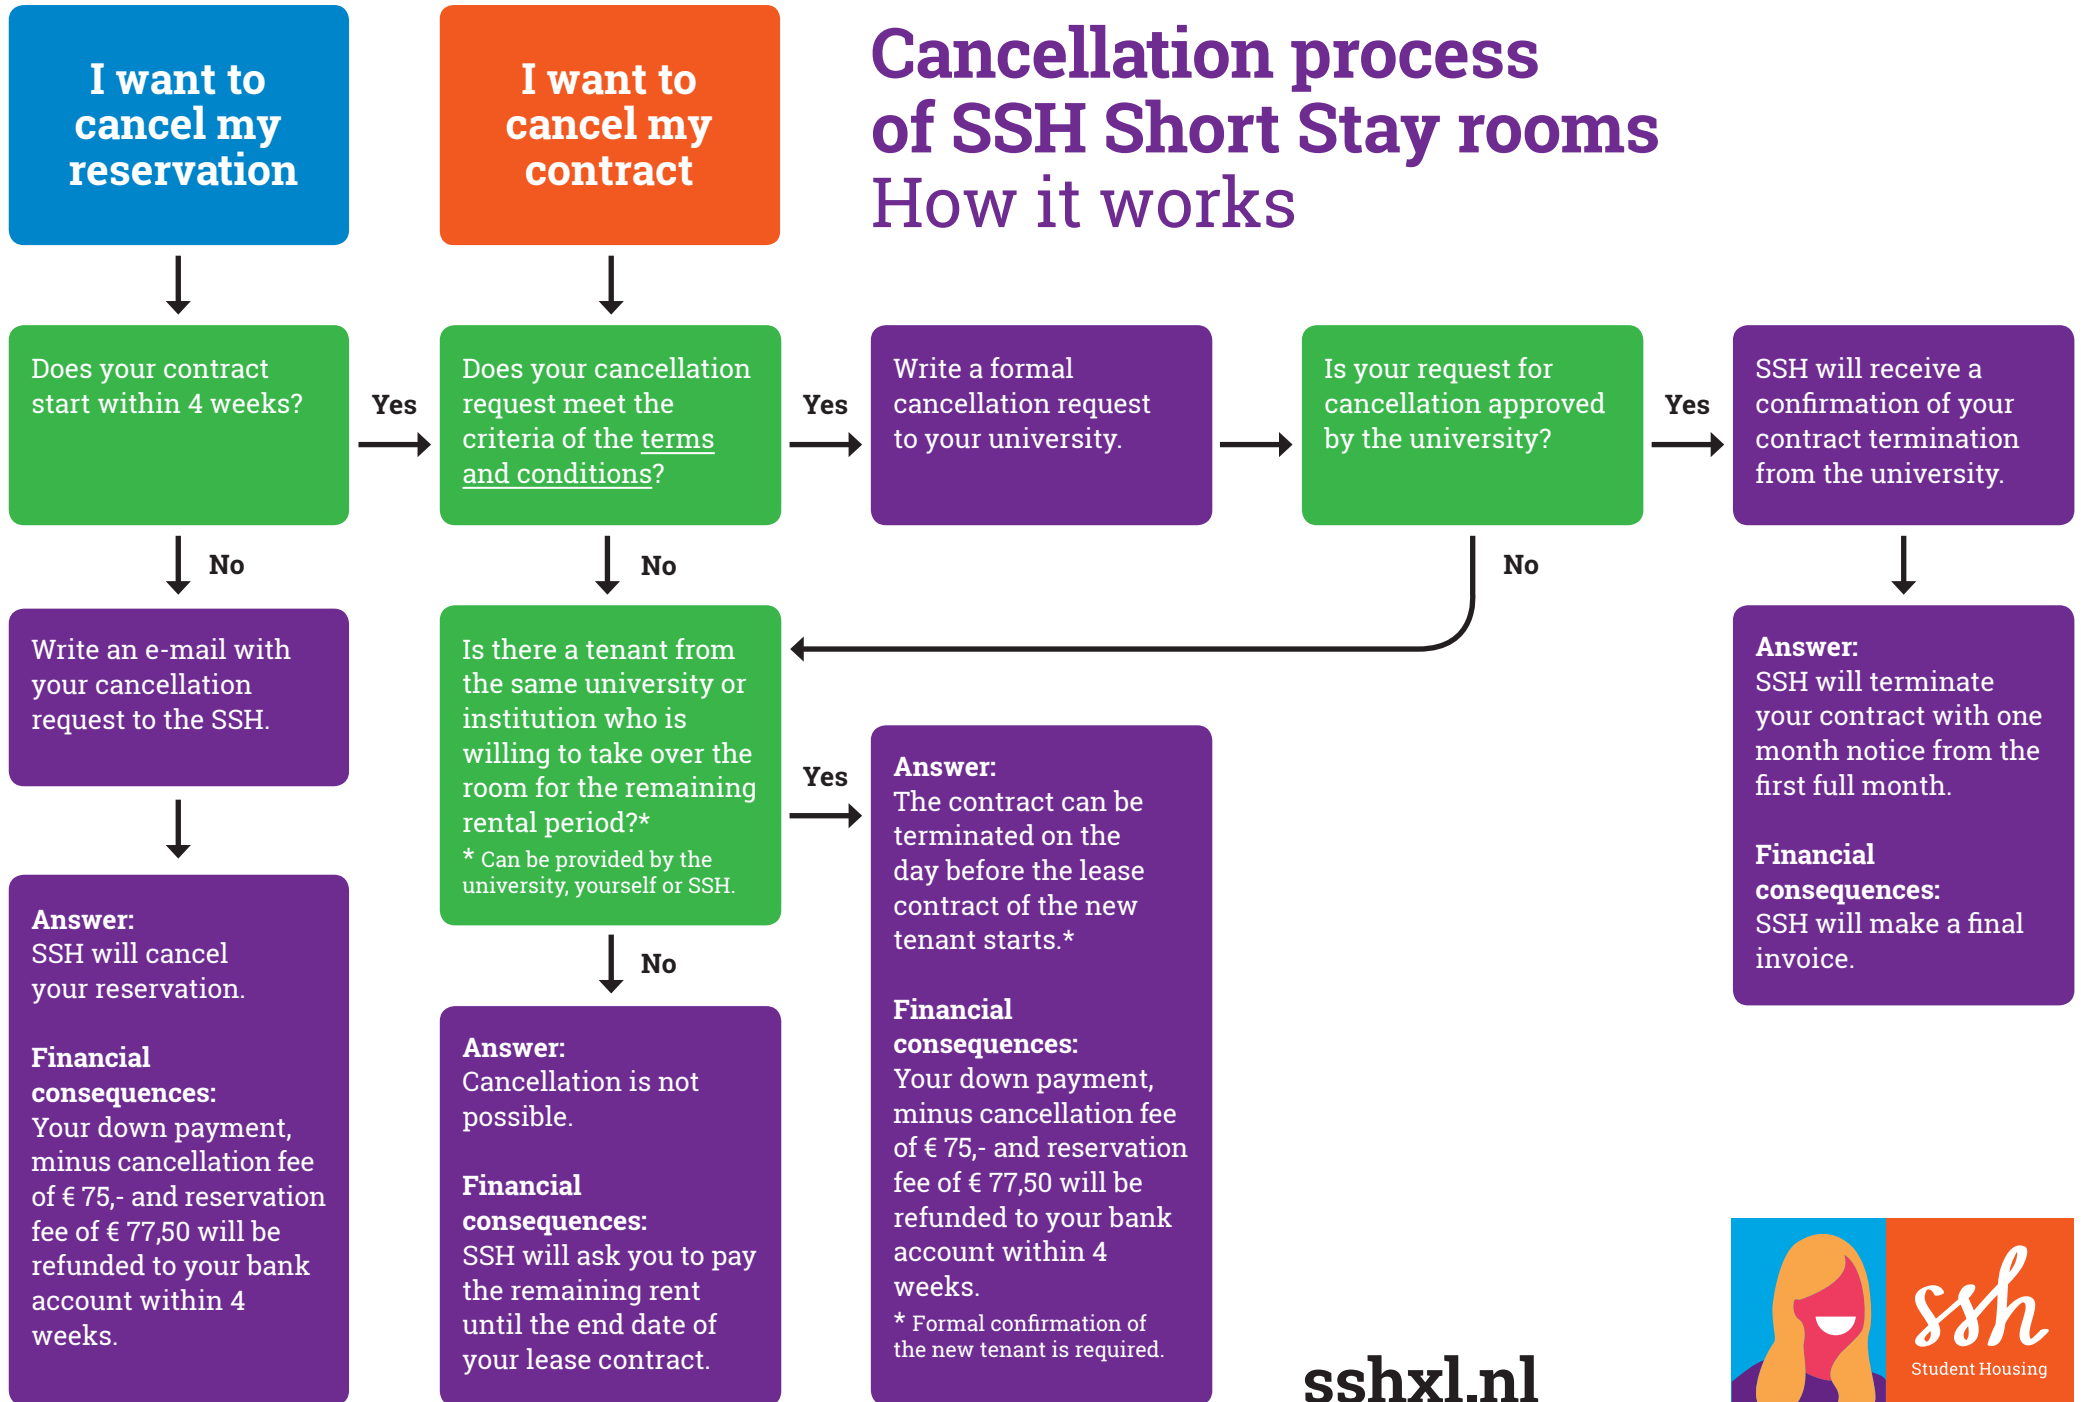 I want to
cancel my
reservation
I want to
cancel my
contract
Cancellation process
of SSH Short Stay rooms
How it works
Does your contract
start within 4 weeks?
Yes
Does your cancellation
request meet the
criteria of the terms
and conditions?
Yes
Write a formal
cancellation request
to your university.
Is your request for
cancellation approved
by the university?
Yes
SSH will receive a
confirmation of your
contract termination
from the university.
No
No
No
Write an e-mail with
your cancellation
request to the SSH.
Is there a tenant from
the same university or
institution who is
willing to take over the
room for the remaining
rental period?*
* Can be provided by the
university, yourself or SSH.
Yes
Answer:
The contract can be
terminated on the
day before the lease
contract of the new
tenant starts.*
Financial
consequences:
Your down payment,
minus cancellation fee
of € 75,- and reservation
fee of € 77,50 will be
refunded to your bank
account within 4
weeks.
* Formal confirmation of
the new tenant is required.
Answer:
SSH will terminate
your contract with one
month notice from the
first full month.
Financial
consequences:
SSH will make a final
invoice.
Answer:
SSH will cancel
your reservation.
Financial
consequences:
Your down payment,
minus cancellation fee
of € 75,- and reservation
fee of € 77,50 will be
refunded to your bank
account within 4
weeks.
No
Answer:
Cancellation is not
possible.
Financial
consequences:
SSH will ask you to pay
the remaining rent
until the end date of
your lease contract.
sshxl.nl
ssh
Student Housing